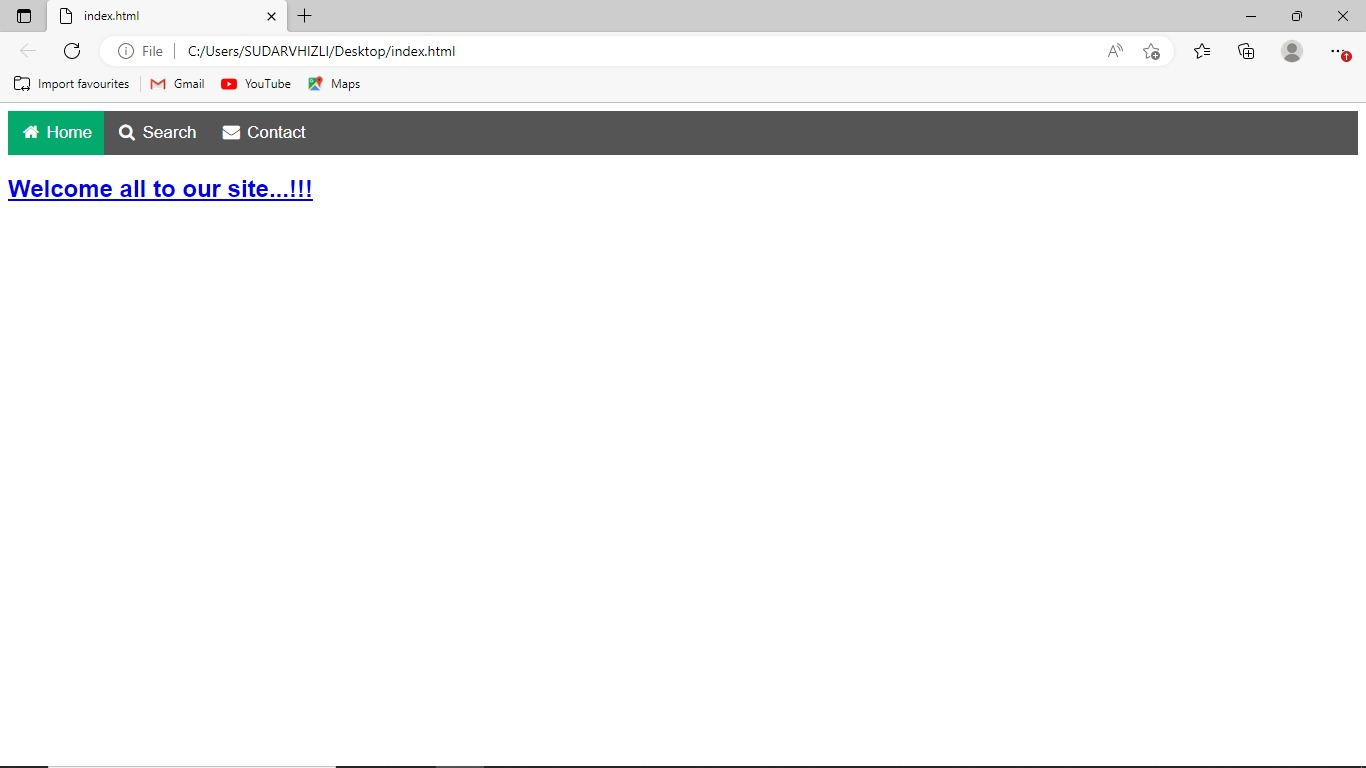 index.html
File C:/Users/SUDARVHIZLI/Desktop/index.html
Import favourites Gmail YouTube Maps
Home Search Contact
Welcome all to our site...!!!